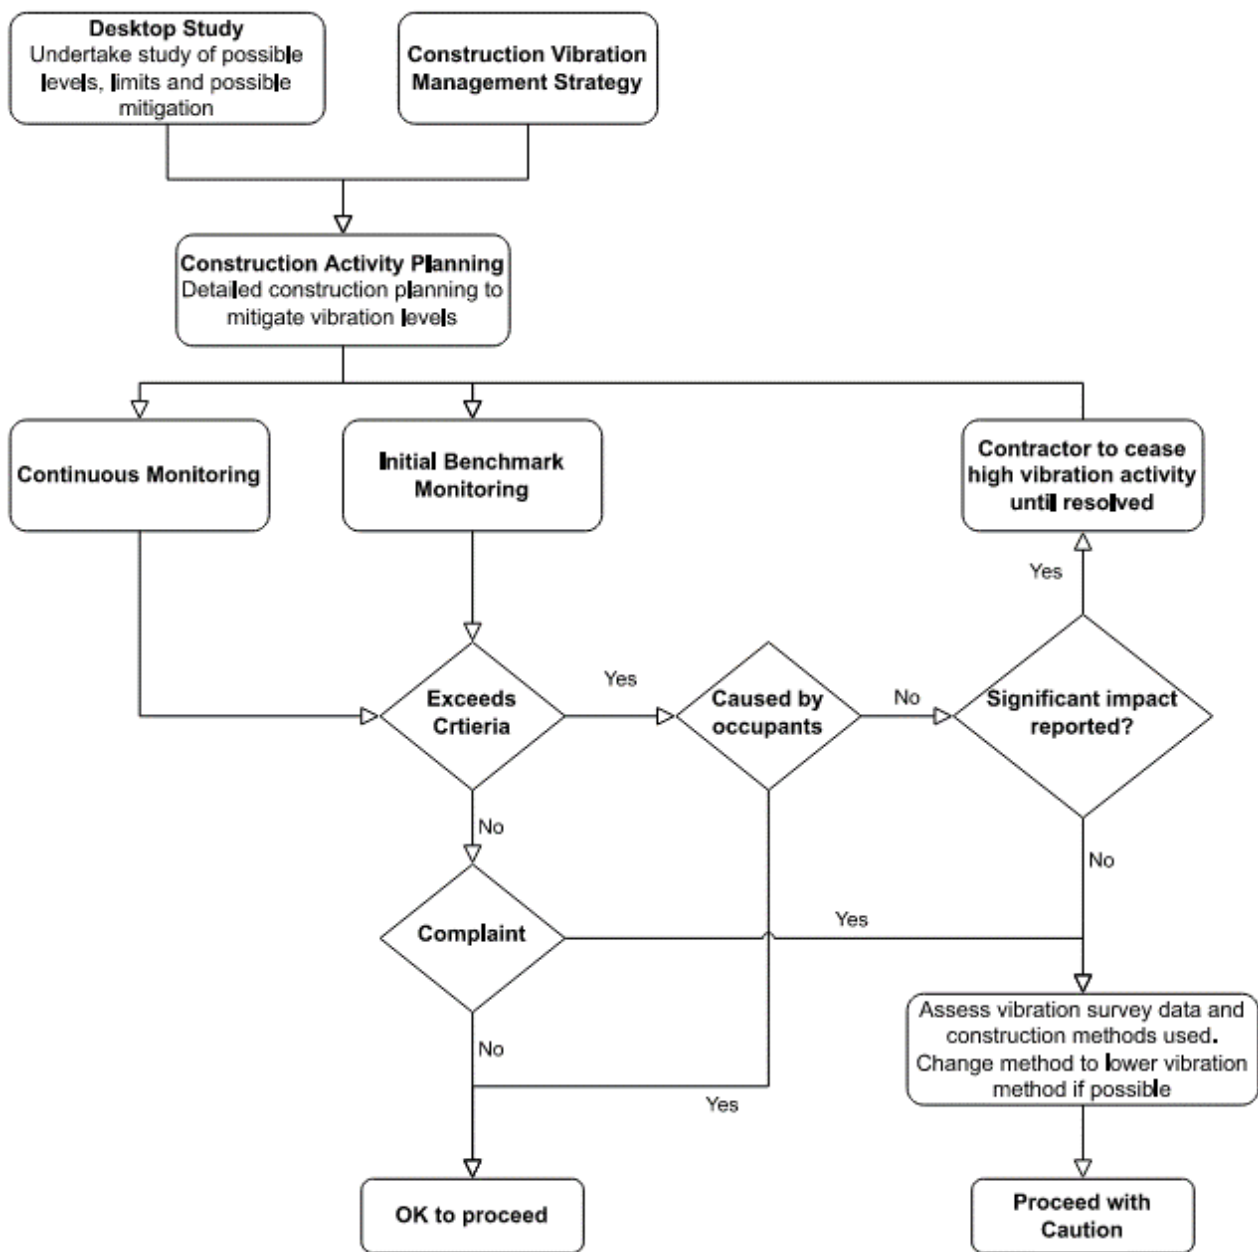 Desktop Study
Undertake study of possible
levels, limits and possible
mitigation
Construction Vibration
Management Strategy
Construction Activity Planning
Detailed construction planning to
mitigate vibration levels
Continuous Monitoring
Initial Benchmark
Monitoring
Contractor to cease
high vibration activity
until resolved
Yes
Exceeds
Crtieria
Yes
Caused by
occupants
No
Significant impact
reported?
No
No
Complaint
Yes
Assess vibration survey data and
construction methods used.
Change method to lower vibration
method if possible
No
Yes
OK to proceed
Proceed with
Caution